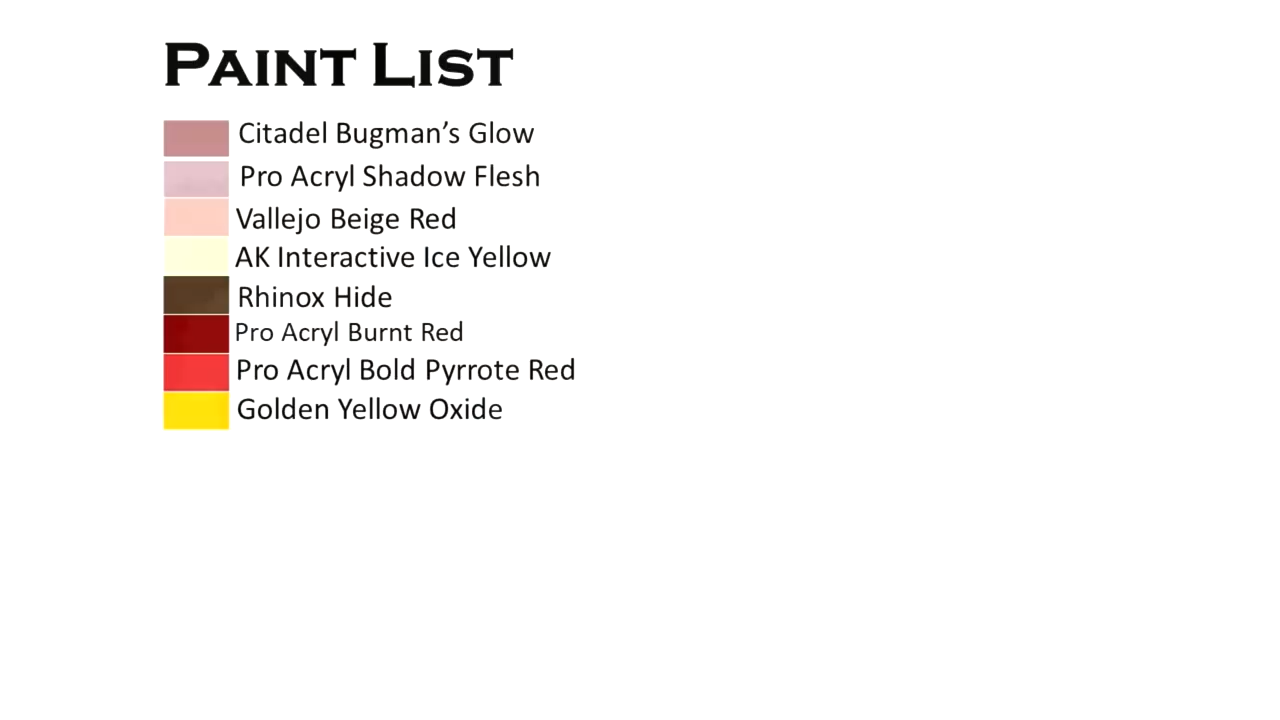 PAINT LIST
Citadel Bugman’s Glow
Pro Acryl Shadow Flesh
Vallejo Beige Red
AK Interactive Ice Yellow
Rhinox Hide
Pro Acryl Burnt Red
Pro Acryl Bold Pyrrote Red
Golden Yellow Oxide